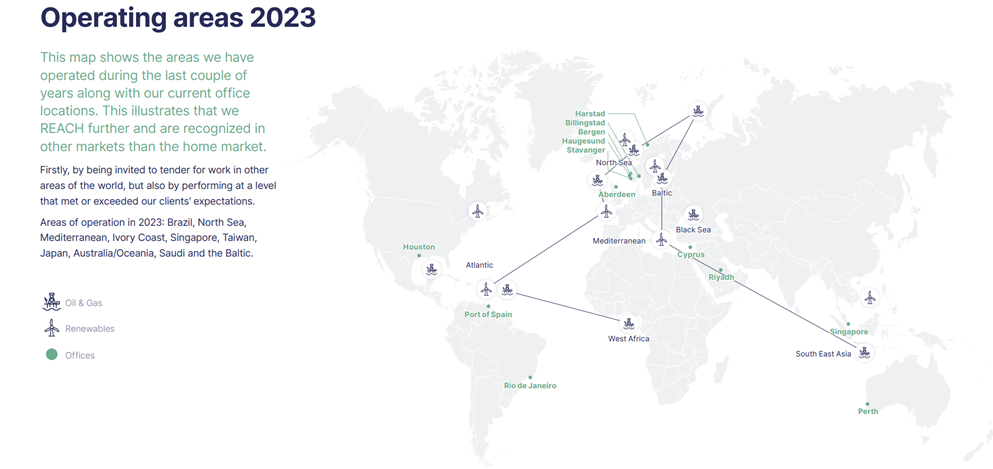 Operating areas 2023
This map shows the areas we have
operated during the last couple of
years along with our current office
locations. This illustrates that we
REACH further and are recognized in
other markets than the home market.
Firstly, by being invited to tender for work in other
areas of the world, but also by performing at a level
that met or exceeded our clients' expectations.
Areas of operation in 2023: Brazil, North Sea,
Mediterranean, Ivory Coast, Singapore, Taiwan,
Japan, Australia/Oceania, Saudi and the Baltic.
Oil & Gas
Renewables
Offices
Harstad
Billingstad
Bergen
Haugesund
Stavanger
North Sea
Aberdeen
Baltic
Black Sea
Mediterranean
Cyprus
Riyadh
Houston
Atlantic
Port of Spain
West Africa
Rio de Janeiro
Singapore
South East Asia
Perth